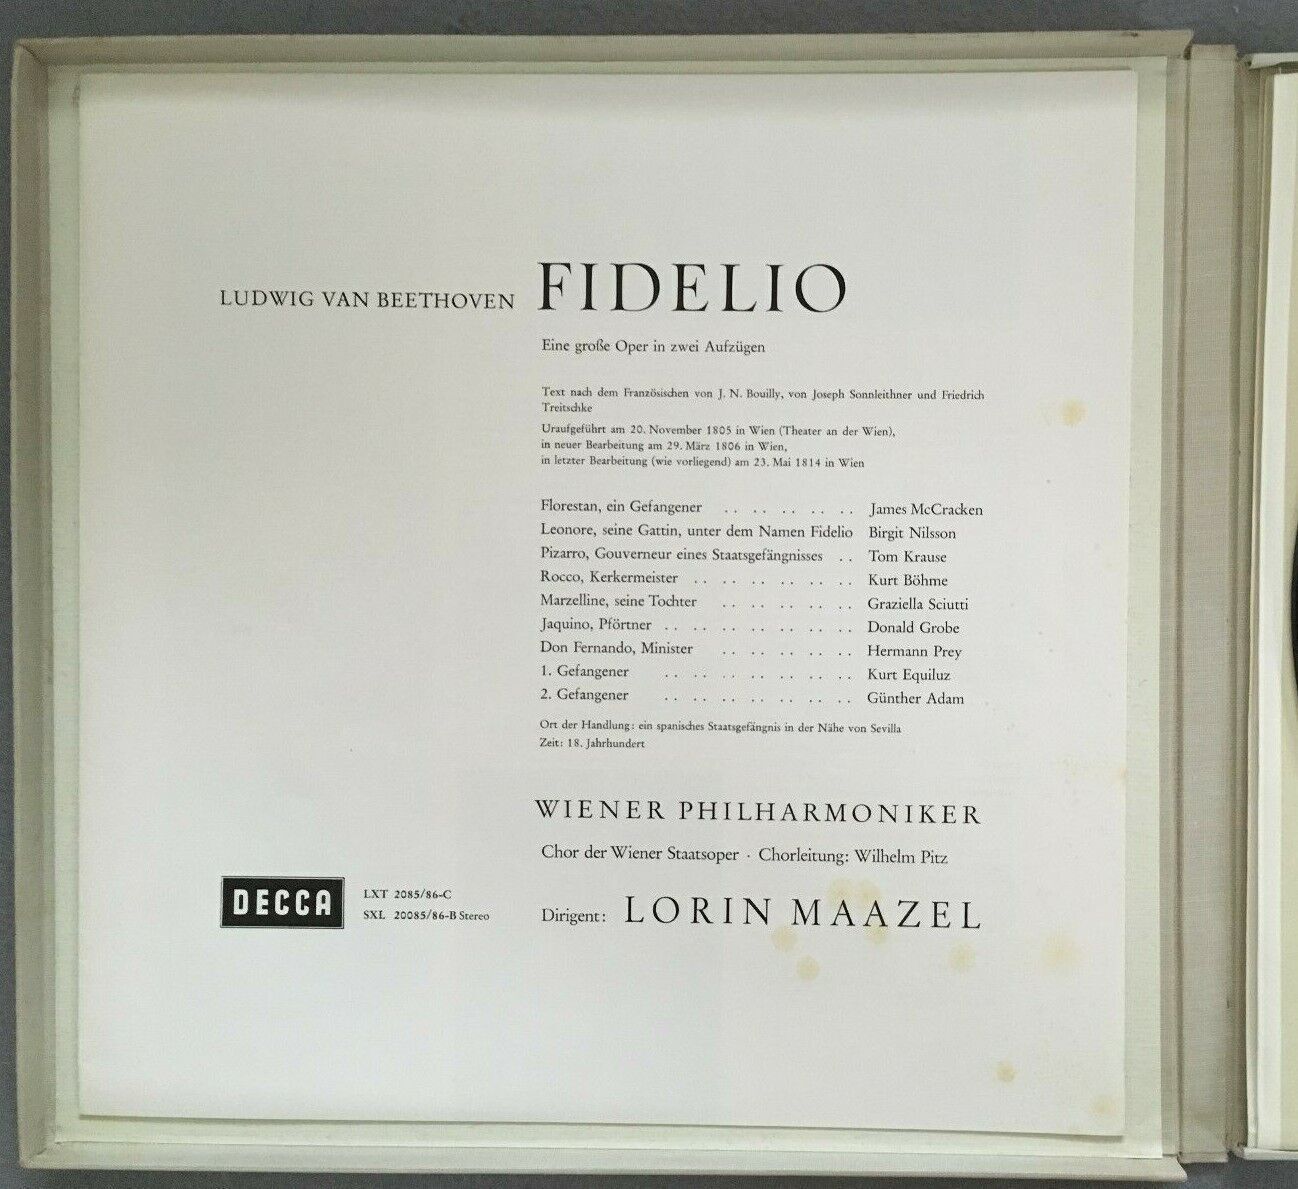 LUDWIG VAN BEETHOVEN FIDELIO
Eine große Oper in zwei Aufzügen
Text nach dem Französischen von J. N. Bouilly, von Joseph Sonnleithner und Friedrich
Treitschke
Uraufgeführt am 20. November 1805 in Wien (Theater an der Wien),
in neuer Bearbeitung am 29. März 1806 in Wien,
in letzter Bearbeitung (wie vorliegend) am 23. Mai 1814 in Wien
Florestan, ein Gefangener . . . . . . . . . . James McCracken
Leonore, seine Gattin, unter dem Namen Fidelio Birgit Nilsson
Pizarro, Gouverneur eines Staatsgefängnisses . . Tom Krause
Rocco, Kerkermeister . . . . . . . . . . . . Kurt Böhme
Marzelline, seine Tochter . . . . . . . . . . Graziella Sciutti
Jaquino, Pförtner . . . . . . . . . . . . . . Donald Grobe
Don Fernando, Minister . . . . . . . . . . Hermann Prey
1. Gefangener . . . . . . . . . . . . . . Kurt Equiluz
2. Gefangener . . . . . . . . . . . . . . Günther Adam
Ort der Handlung: ein spanisches Staatsgefängnis in der Nähe von Sevilla
Zeit: 18. Jahrhundert
WIENER PHILHARMONIKER
Chor der Wiener Staatsoper · Chorleitung: Wilhelm Pitz
Dirigent: LORIN MAAZEL
DECCA
LXT 2085/86-C
SXL 20085/86-B Stereo